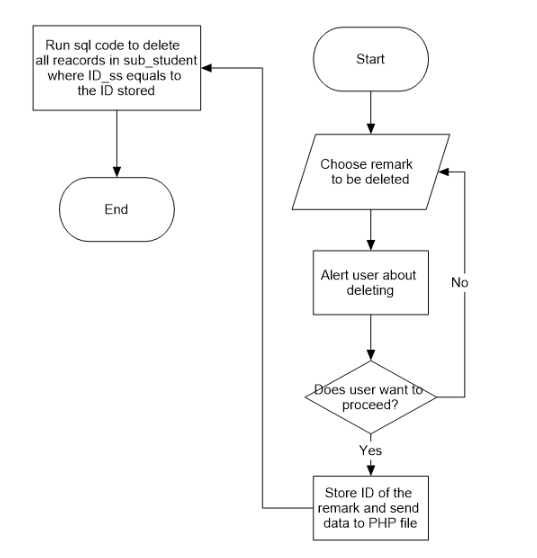 Start
Choose remark
to be deleted
Alert user about
deleting
Does user want to
proceed?
No
Yes
Store ID of the
remark and send
data to PHP file
Run sql code to delete
all reacords in sub_student
where ID_ss equals to
the ID stored
End